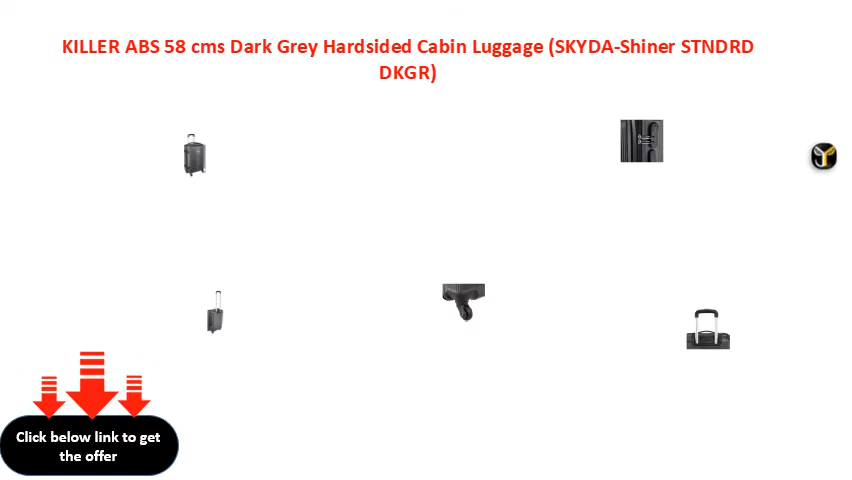 KILLER ABS 58 cms Dark Grey Hardsided Cabin Luggage (SKYDA-Shiner STNDRD
DKGR)
Click below link to get
the offer